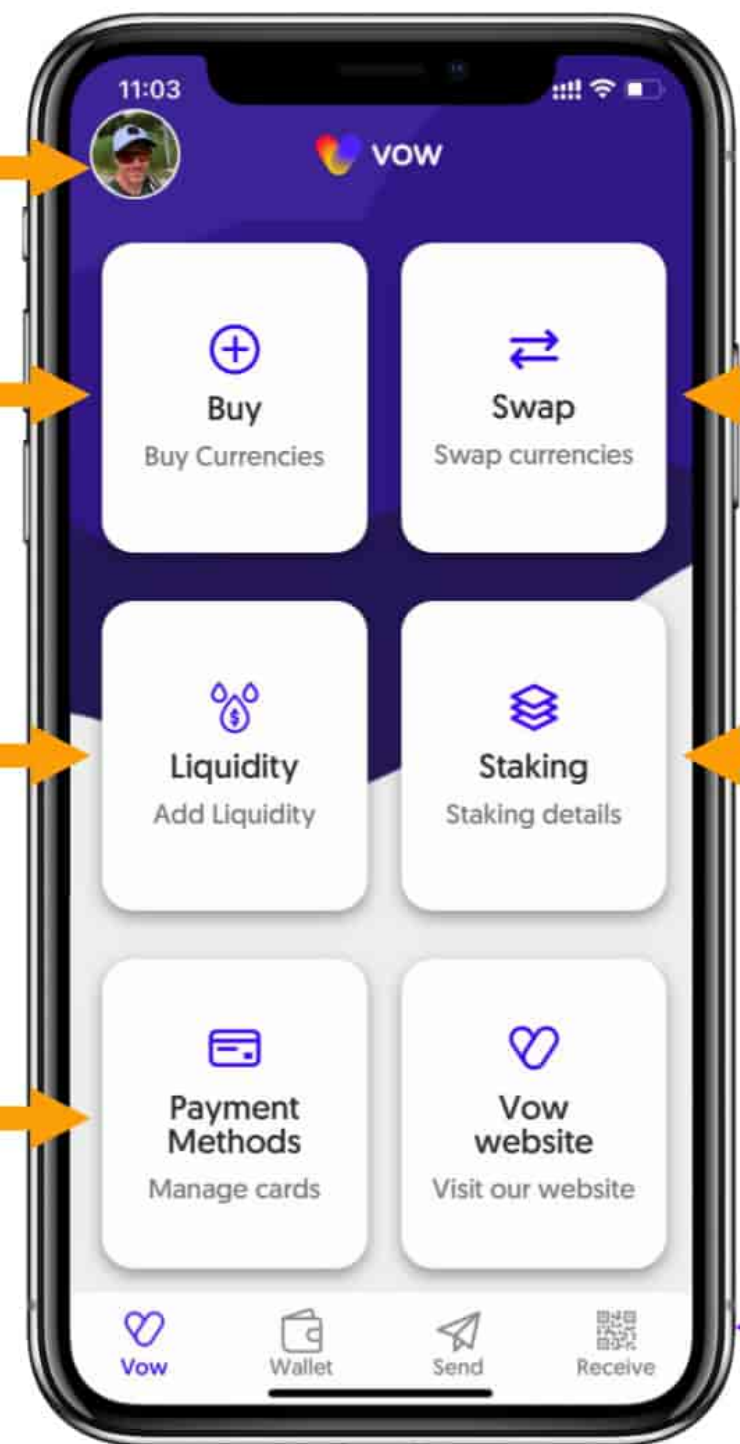 11:03
VOW
Buy
Buy Currencies
Swap
Swap currencies
$
Liquidity
Add Liquidity
Staking
Staking details
Payment
Methods
Manage cards
Vow
website
Visit our website
Vow
Wallet
Send
Receive